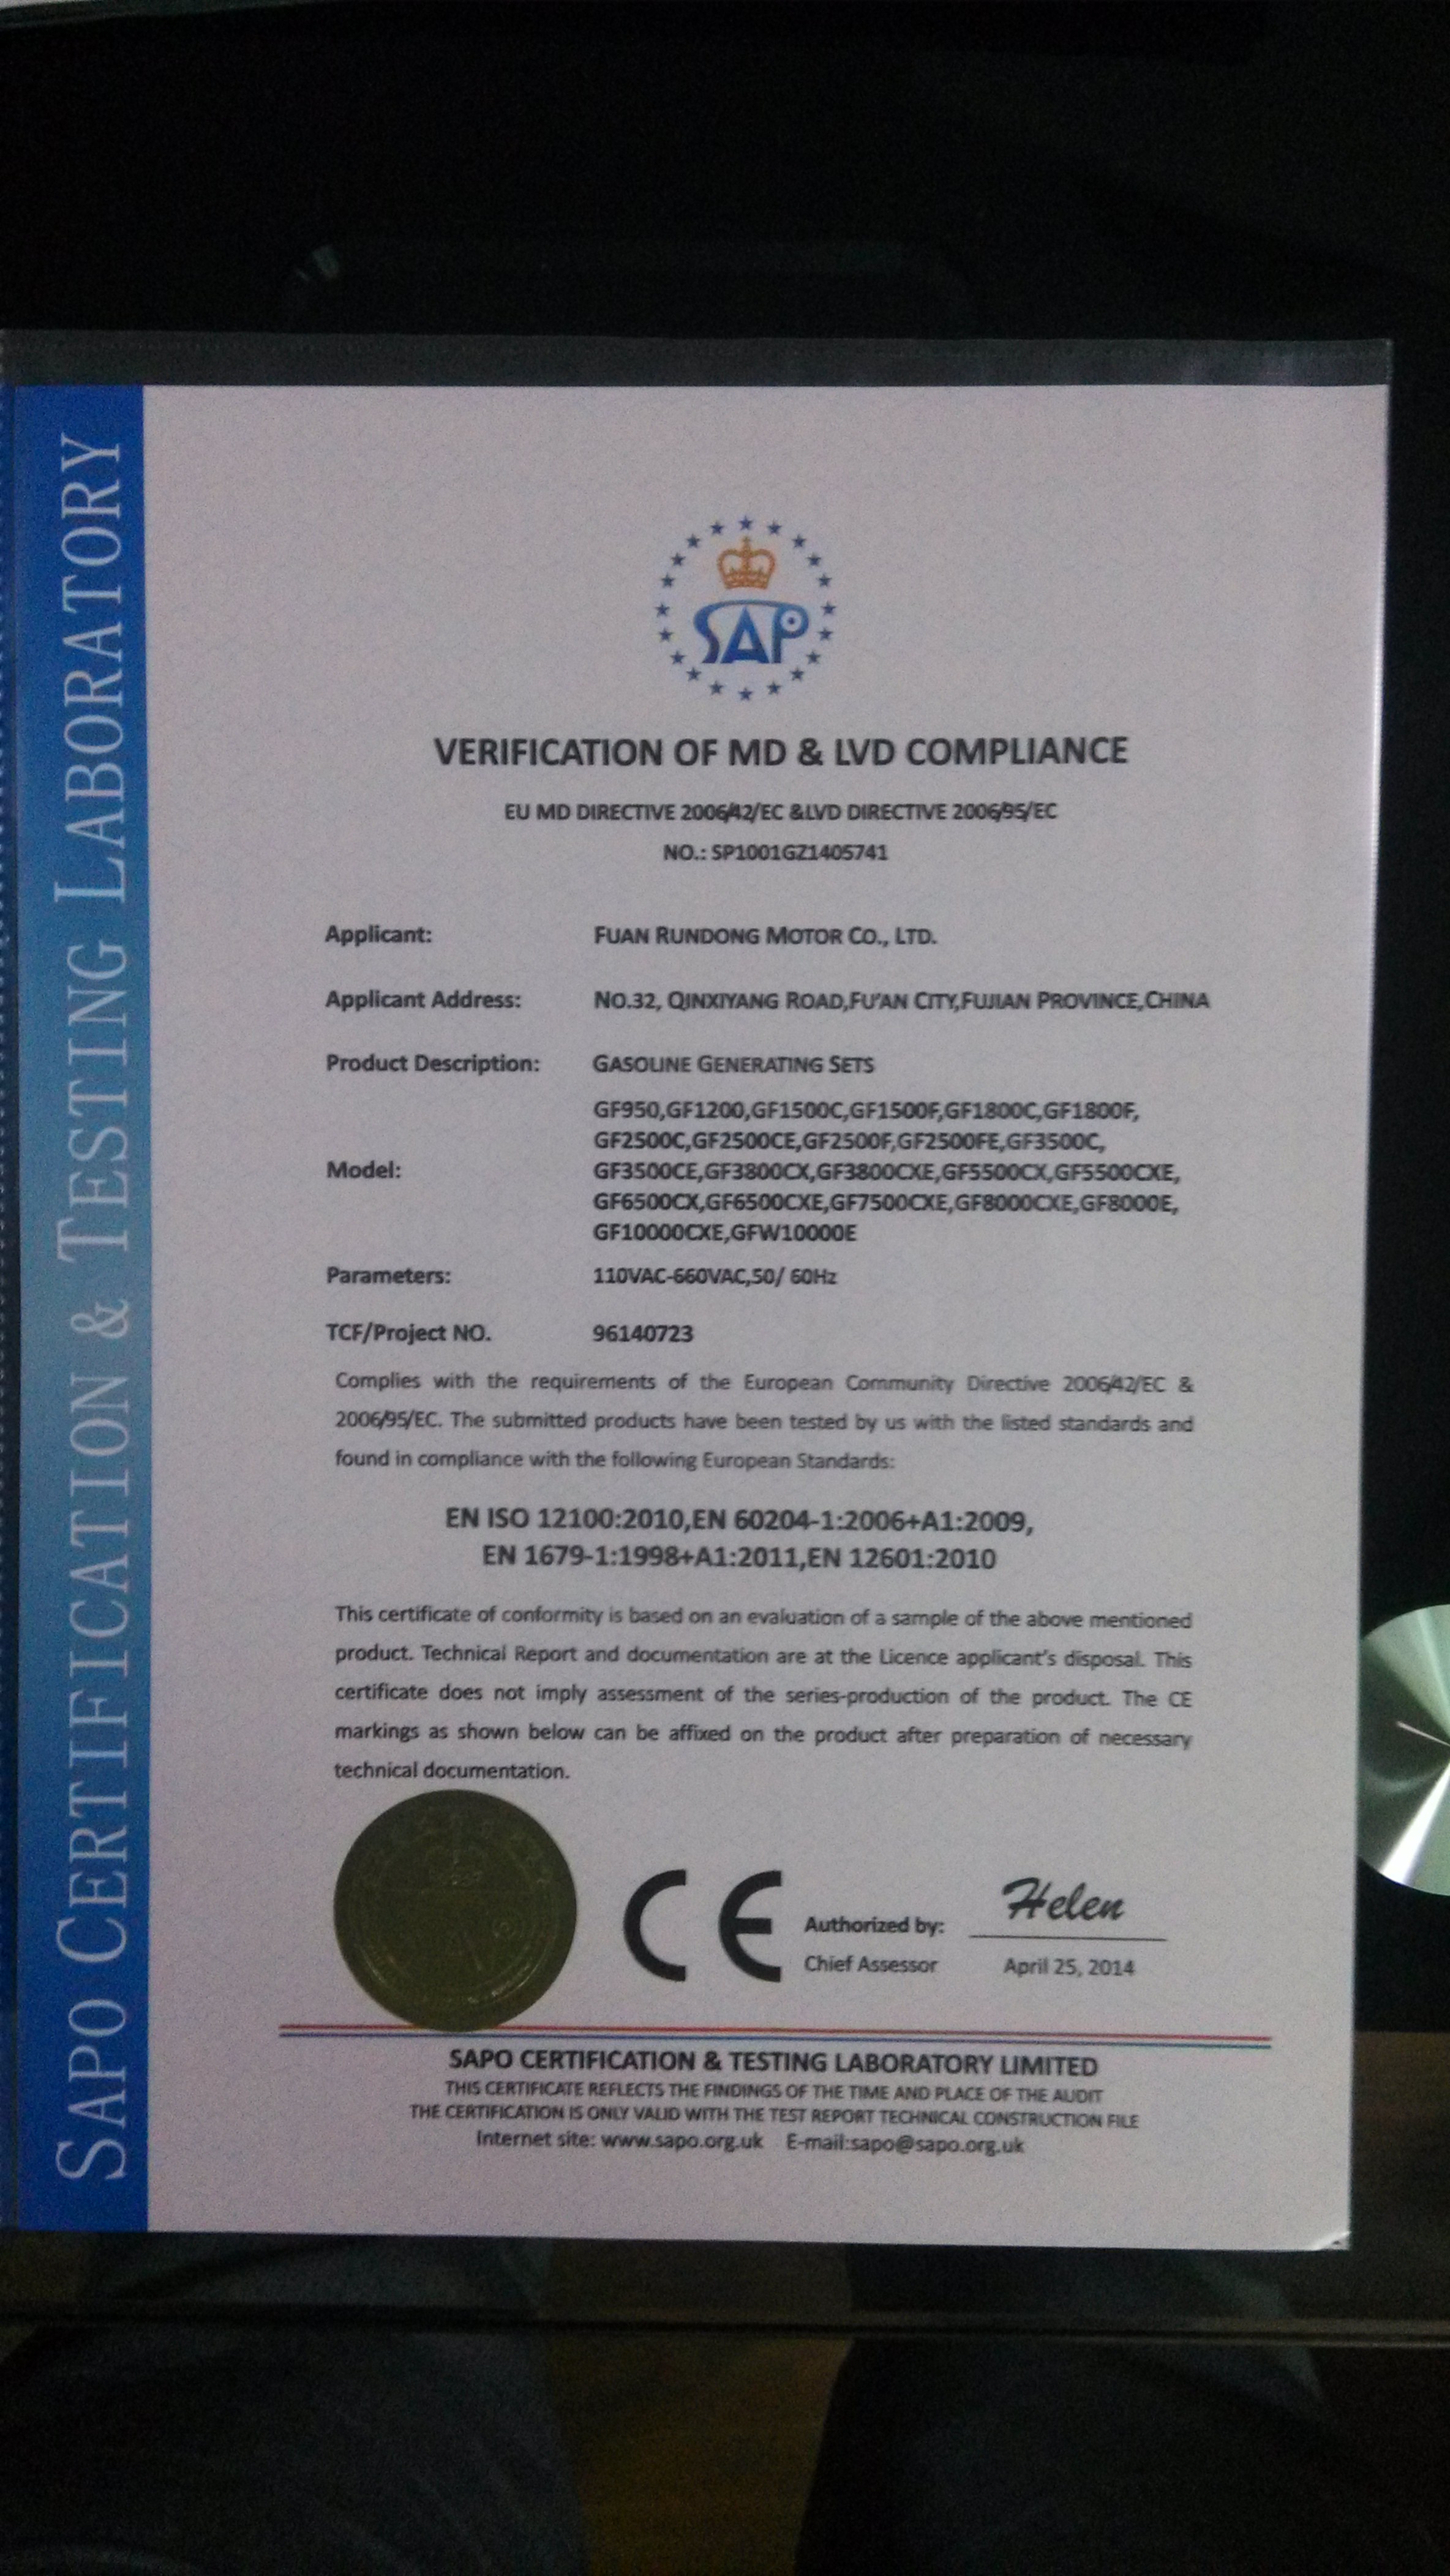 SAPO CERTIFICATION & TESTING LABORATORY
SAP
VERIFICATION OF MD & LVD COMPLIANCE
EU MD DIRECTIVE 2006/42/EC &LVD DIRECTIVE 2006/95/EC
NO.: SP1001GZ1405741
Applicant: FUAN RUNDONG MOTOR CO., LTD.
Applicant Address: NO.32, QINXIYANG ROAD,FU'AN CITY,FUJIAN PROVINCE,CHINA
Product Description: GASOLINE GENERATING SETS
GF950,GF1200,GF1500C,GF1500F,GF1800C,GF1800F,
GF2500C,GF2500CE,GF2500F,GF2500FE,GF3500C,
Model: GF3500CE,GF3800CX,GF3800CXE,GF5500CX,GF5500CXE,
GF6500CX,GF6500CXE,GF7500CXE,GF8000CXE,GF8000E,
GF10000CXE,GFW10000E
Parameters: 110VAC-660VAC,50/ 60Hz
TCF/Project NO. 96140723
Complies with the requirements of the European Community Directive 2006/42/EC &
2006/95/EC. The submitted products have been tested by us with the listed standards and
found in compliance with the following European Standards:
EN ISO 12100:2010,EN 60204-1:2006+A1:2009,
EN 1679-1:1998+A1:2011,EN 12601:2010
This certificate of conformity is based on an evaluation of a sample of the above mentioned
product. Technical Report and documentation are at the Licence applicant's disposal. This
certificate does not imply assessment of the series-production of the product. The CE
markings as shown below can be affixed on the product after preparation of necessary
technical documentation.
CE
Authorized by: Helen
Chief Assessor April 25, 2014
SAPO CERTIFICATION & TESTING LABORATORY LIMITED
THIS CERTIFICATE REFLECTS THE FINDINGS OF THE TIME AND PLACE OF THE AUDIT
THE CERTIFICATION IS ONLY VALID WITH THE TEST REPORT TECHNICAL CONSTRUCTION FILE
Internet site: www.sapo.org.uk E-mail:sapo@sapo.org.uk